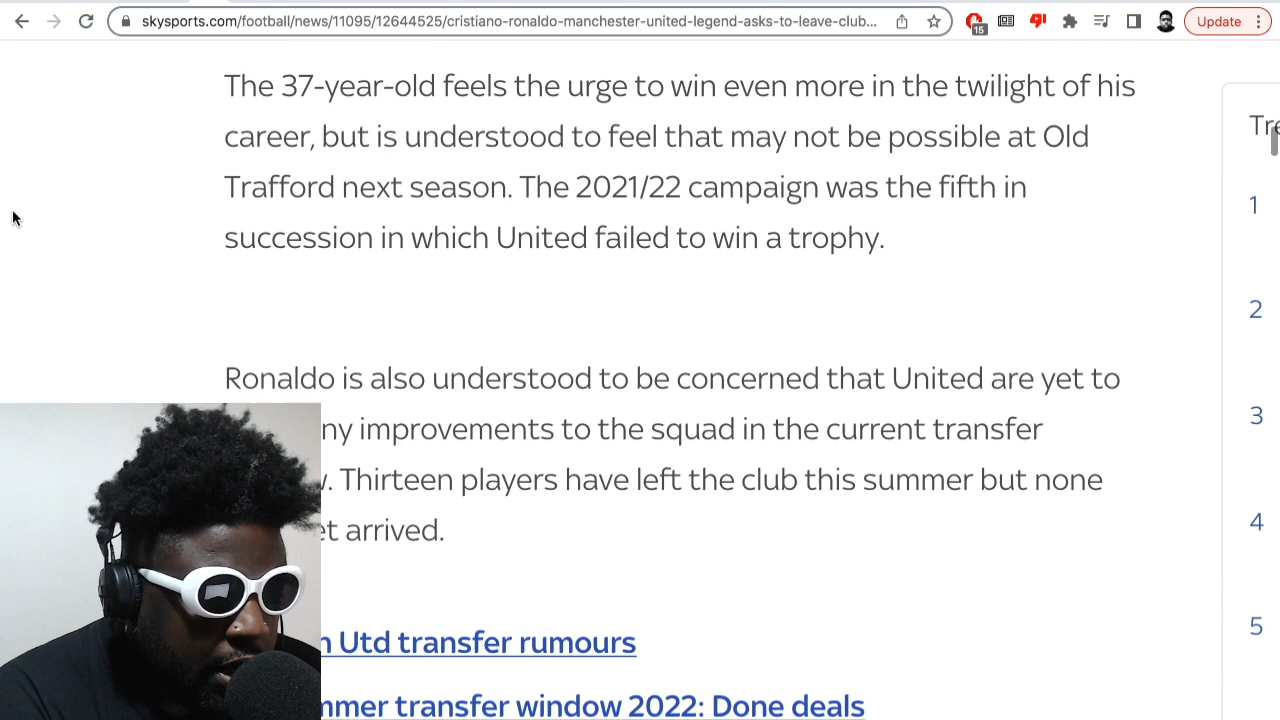 skysports.com/football/news/11095/12644525/cristiano-ronaldo-manchester-united-legend-asks-to-leave-club...
15
Update
The 37-year-old feels the urge to win even more in the twilight of his
career, but is understood to feel that may not be possible at Old
Trafford next season. The 2021/22 campaign was the fifth in
succession in which United failed to win a trophy.
Ronaldo is also understood to be concerned that United are yet to
ny improvements to the squad in the current transfer
. Thirteen players have left the club this summer but none
et arrived.
Utd transfer rumours
mmer transfer window 2022: Done deals
Tre
1
2
3
4
5